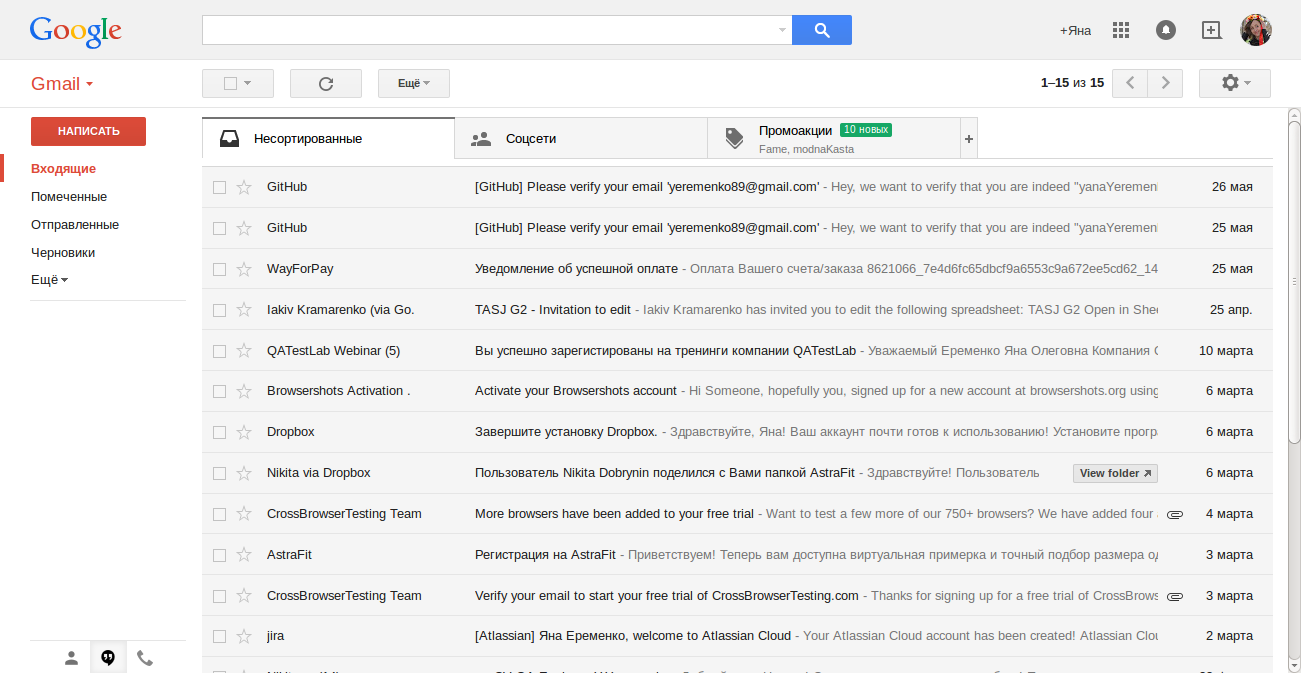 Google
+Яна
Gmail
Ещё
1–15 из 15
НАПИСАТЬ
Входящие
Помеченные
Отправленные
Черновики
Ещё
Несортированные
Соцсети
Промоакции 10 новых
Fame, modnaKasta
GitHub [GitHub] Please verify your email 'yeremenko89@gmail.com' - Hey, we want to verify that you are indeed "yanaYeremen 26 мая
GitHub [GitHub] Please verify your email 'yeremenko89@gmail.com' - Hey, we want to verify that you are indeed "yanaYeremen 25 мая
WayForPay Уведомление об успешной оплате - Оплата Вашего счета/заказа 8621066_7e4d6fc65dbcf9a6553c9a672ee5cd62_14 25 мая
Iakiv Kramarenko (via Go. TASJ G2 - Invitation to edit - Iakiv Kramarenko has invited you to edit the following spreadsheet: TASJ G2 Open in Shee 25 апр.
QATestLab Webinar (5) Вы успешно зарегистированы на тренинги компании QATestLab - Уважаемый Еременко Яна Олеговна Компания 10 марта
Browsershots Activation . Activate your Browsershots account - Hi Someone, hopefully you, signed up for a new account at browsershots.org using 6 марта
Dropbox Завершите установку Dropbox. - Здравствуйте, Яна! Ваш аккаунт почти готов к использованию! Установите програ 6 марта
Nikita via Dropbox Пользователь Nikita Dobrynin поделился с Вами папкой AstraFit - Здравствуйте! Пользователь View folder 6 марта
CrossBrowserTesting Team More browsers have been added to your free trial - Want to test a few more of our 750+ browsers? We have added four 4 марта
AstraFit Регистрация на AstraFit - Приветствуем! Теперь вам доступна виртуальная примерка и точный подбор размера од 3 марта
CrossBrowserTesting Team Verify your email to start your free trial of CrossBrowserTesting.com - Thanks for signing up for a free trial of CrossBrows 3 марта
jira [Atlassian] Яна Еременко, welcome to Atlassian Cloud - Your Atlassian Cloud account has been created! Atlassian Clou 2 марта